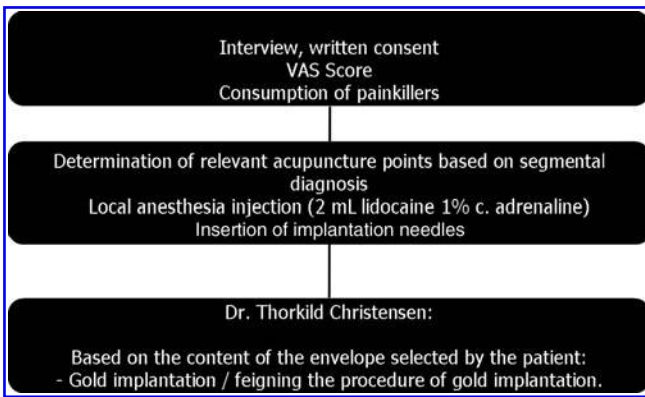 Interview, written consent
VAS Score
Consumption of painkillers
Determination of relevant acupuncture points based on segmental
diagnosis
Local anesthesia injection (2 mL lidocaine 1% c. adrenaline)
Insertion of implantation needles
Dr. Thorkild Christensen:
Based on the content of the envelope selected by the patient:
- Gold implantation / feigning the procedure of gold implantation.